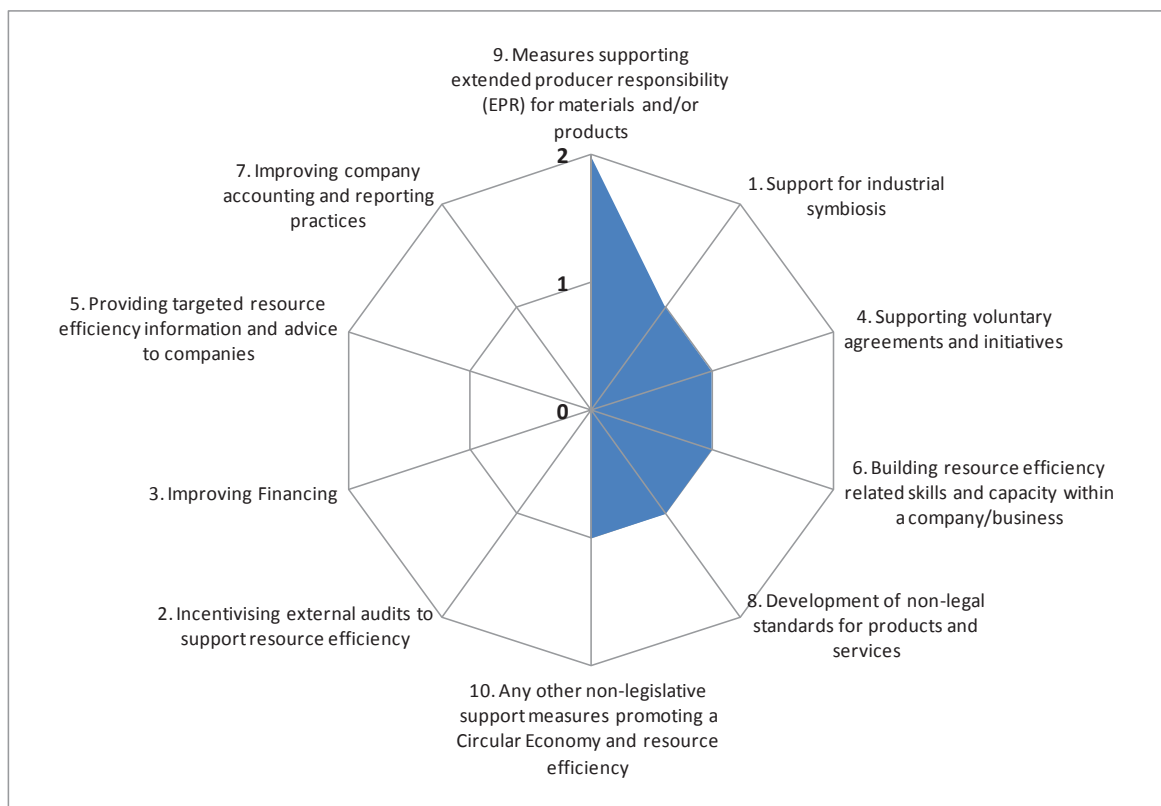 9. Measures supporting
extended producer responsibility
(EPR) for materials and/or
products
2
7. Improving company
accounting and reporting
practices
1. Support for industrial
symbiosis
1
5. Providing targeted resource
efficiency information and advice
to companies
4. Supporting voluntary
agreements and initiatives
0
3. Improving Financing
6. Building resource efficiency
related skills and capacity within
a company/business
2. Incentivising external audits to
support resource efficiency
8. Development of non-legal
standards for products and
services
10. Any other non-legislative
support measures promoting a
Circular Economy and resource
efficiency